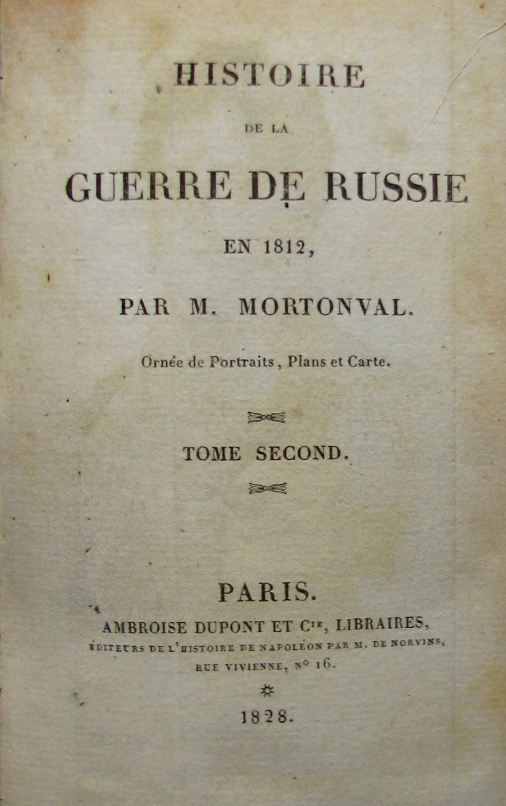 HISTOIRE
DE LA
GUERRE DE RUSSIE
EN 1812,
PAR M. MORTONVAL.
Ornée de Portraits, Plans et Carte.
TOME SECOND.
PARIS.
AMBROISE DUPONT ET Cᴵᴱ, LIBRAIRES,
ÉDITEURS DE L'HISTOIRE DE NAPOLÉON PAR M. DE NORVINS,
RUE VIVIENNE, Nº 16.
1828.